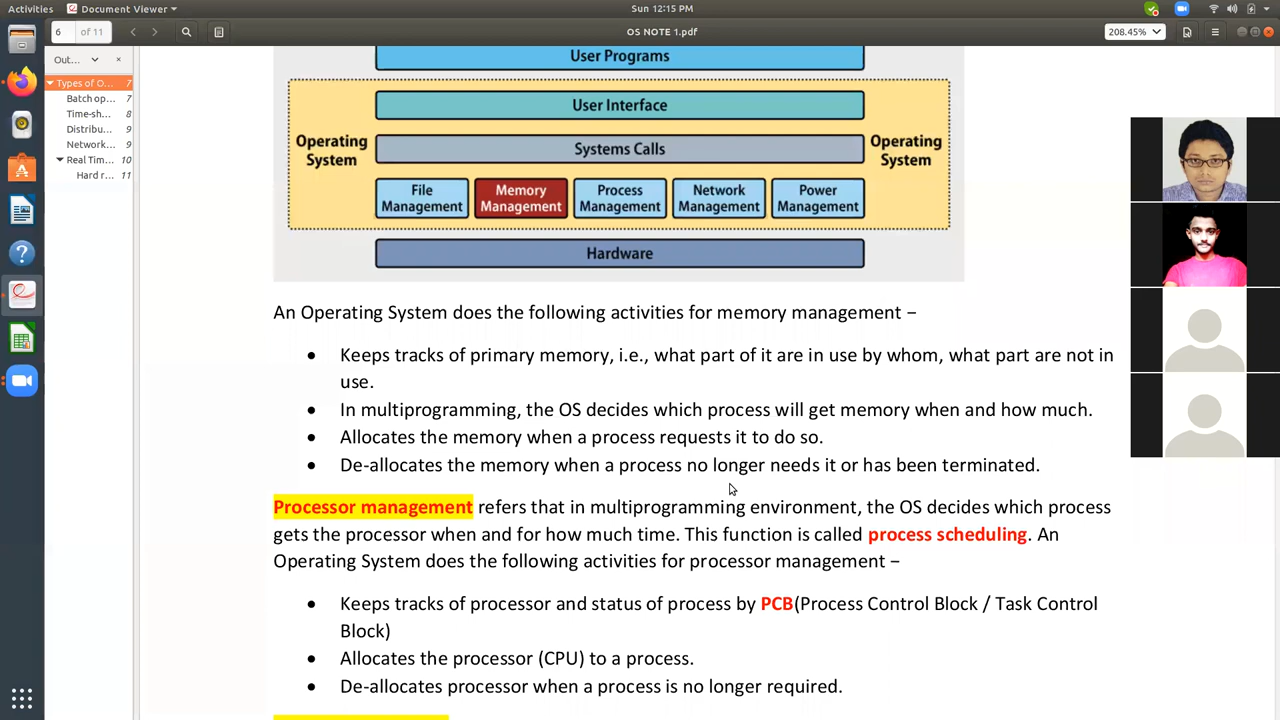 Activities
Document Viewer
Sun 12:15 PM
6
of 11
OS NOTE 1.pdf
208.45%
Out...
Types of O... 7
Batch op... 7
Time-sh... 8
Distribu... 9
Network... 9
Real Tim... 10
Hard r... 11
User Programs
User Interface
Operating System
Systems Calls
Operating System
File Management
Memory Management
Process Management
Network Management
Power Management
Hardware
An Operating System does the following activities for memory management −
• Keeps tracks of primary memory, i.e., what part of it are in use by whom, what part are not in
use.
• In multiprogramming, the OS decides which process will get memory when and how much.
• Allocates the memory when a process requests it to do so.
• De-allocates the memory when a process no longer needs it or has been terminated.
Processor management refers that in multiprogramming environment, the OS decides which process
gets the processor when and for how much time. This function is called process scheduling. An
Operating System does the following activities for processor management −
• Keeps tracks of processor and status of process by PCB(Process Control Block / Task Control
Block)
• Allocates the processor (CPU) to a process.
• De-allocates processor when a process is no longer required.